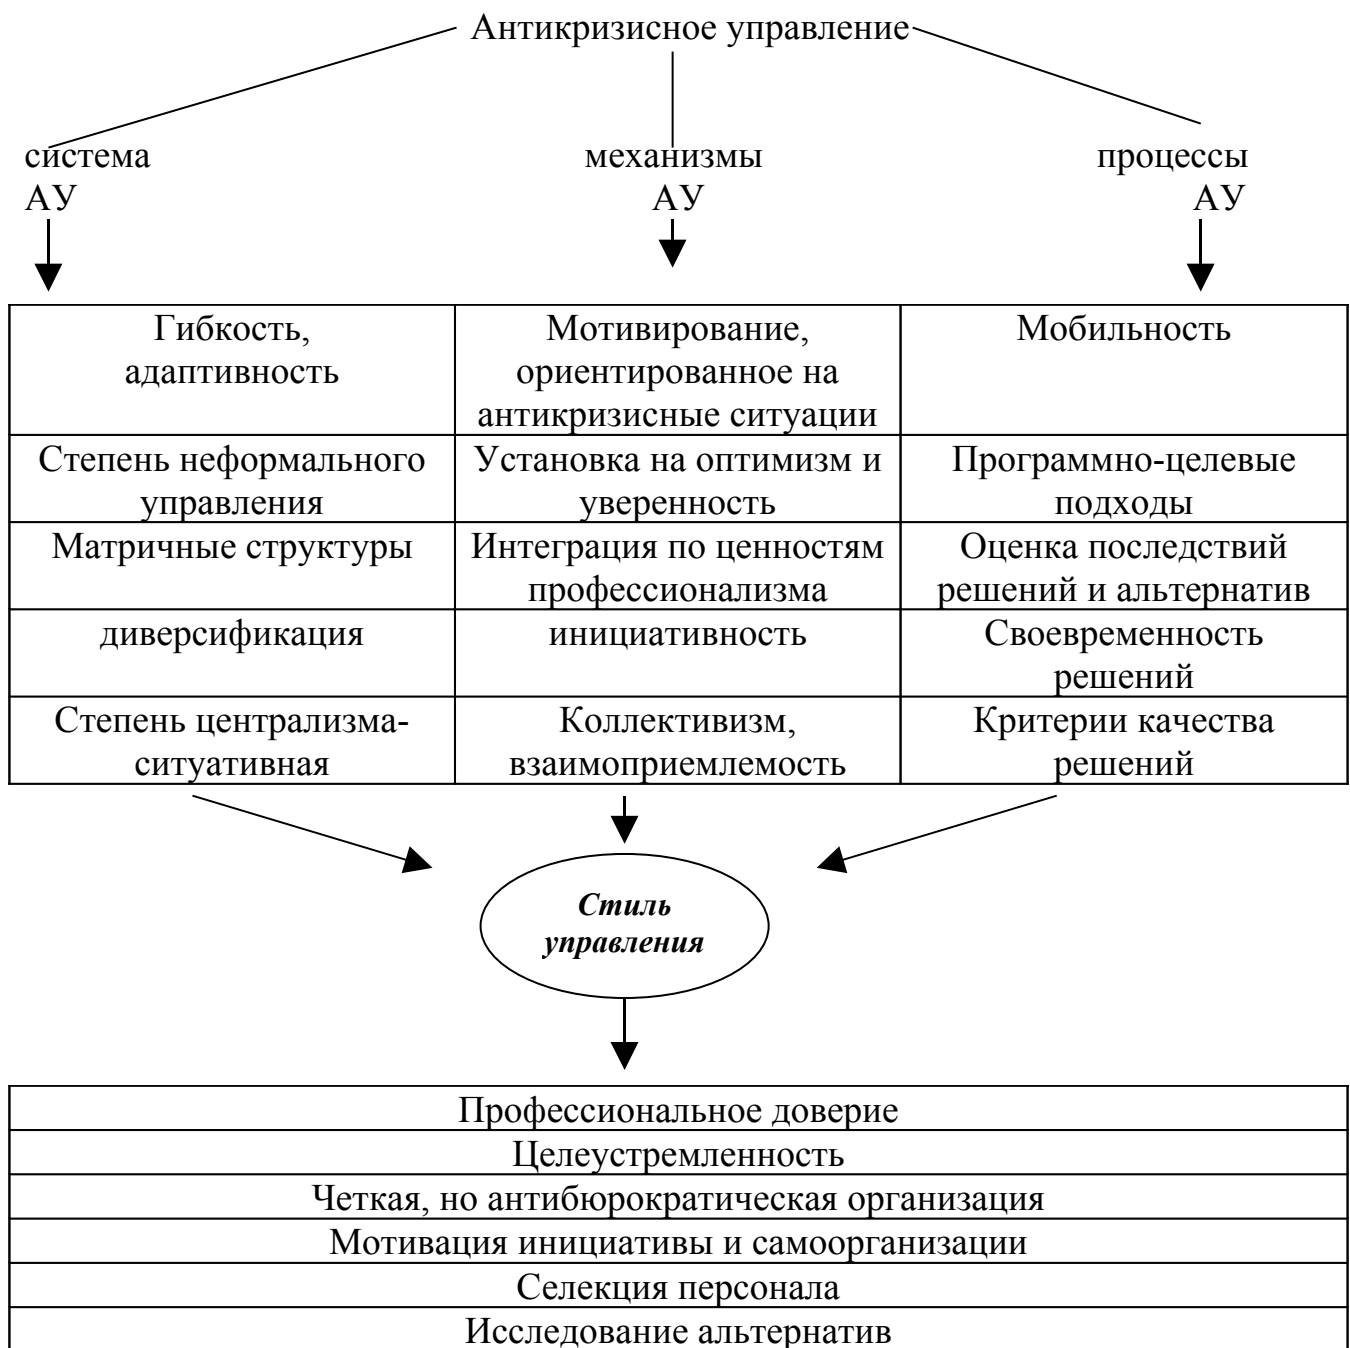 Антикризисное управление
система механизмы процессы
АУ АУ АУ
Гибкость, Мотивирование, Мобильность
адаптивность ориентированное на
антикризисные ситуации
Степень неформального Установка на оптимизм и Программно-целевые
управления уверенность подходы
Матричные структуры Интеграция по ценностям Оценка последствий
профессионализма решений и альтернатив
диверсификация инициативность Своевременность
решений
Степень централизма- Коллективизм, Критерии качества
ситуативная взаимоприемлемость решений
Стиль
управления
Профессиональное доверие
Целеустремленность
Четкая, но антибюрократическая организация
Мотивация инициативы и самоорганизации
Селекция персонала
Исследование альтернатив